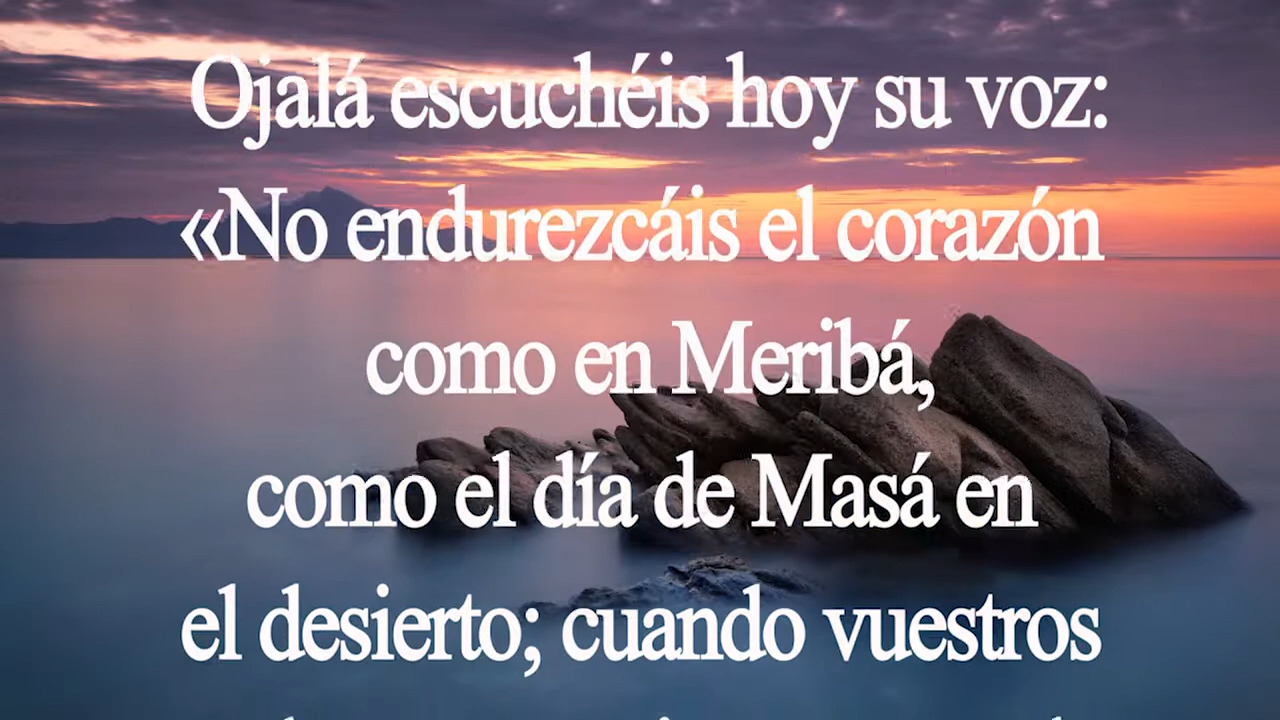 Ojalá escuchéis hoy su voz:
«No endurezcáis el corazón
como en Meribá,
como el día de Masá en
el desierto; cuando vuestros